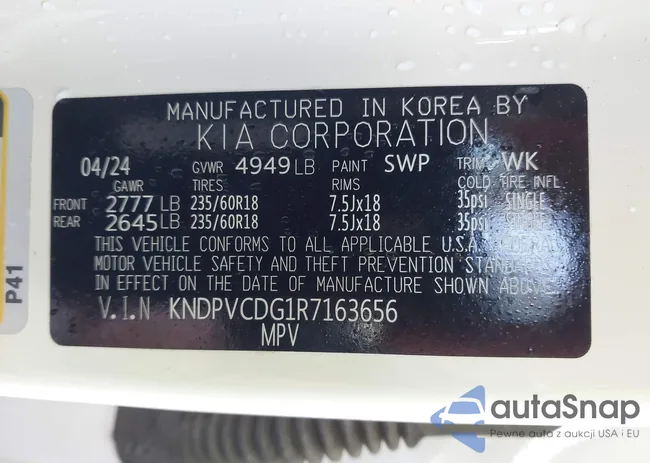 MANUFACTURED IN KOREA BY
KIA CORPORATION
04/24 GVWR 4949 LB PAINT SWP TRIM WK
GAWR TIRES RIMS COLD TIRE INFL
FRONT 2777 LB 235/60R18 7.5Jx18 35psi SINGLE
REAR 2645 LB 235/60R18 7.5Jx18 35psi
THIS VEHICLE CONFORMS TO ALL APPLICABLE U.S.A.
MOTOR VEHICLE SAFETY AND THEFT PREVENTION
IN EFFECT ON THE DATE OF MANUFACTURE SHOWN ABOVE.
V.I.N KNDPVCDG1R7163656
MPV
P41
autaSnap
Pewne auta z aukcji USA i EU